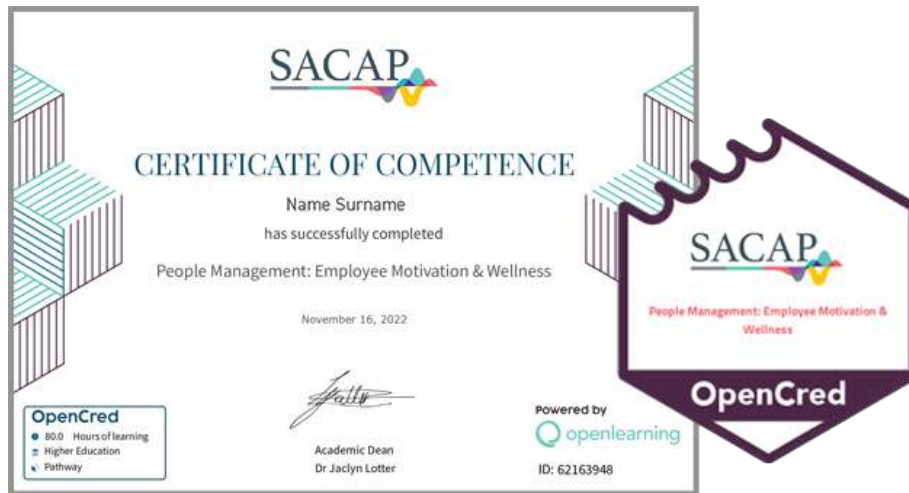 SACAP
CERTIFICATE OF COMPETENCE
Name Surname
has successfully completed
People Management: Employee Motivation & Wellness
November 16, 2022
OpenCred
80.0 Hours of learning
Higher Education
Pathway
Academic Dean
Dr Jaclyn Lotter
Powered by
openlearning
ID: 62163948
SACAP
People Management: Employee Motivation &
Wellness
OpenCred